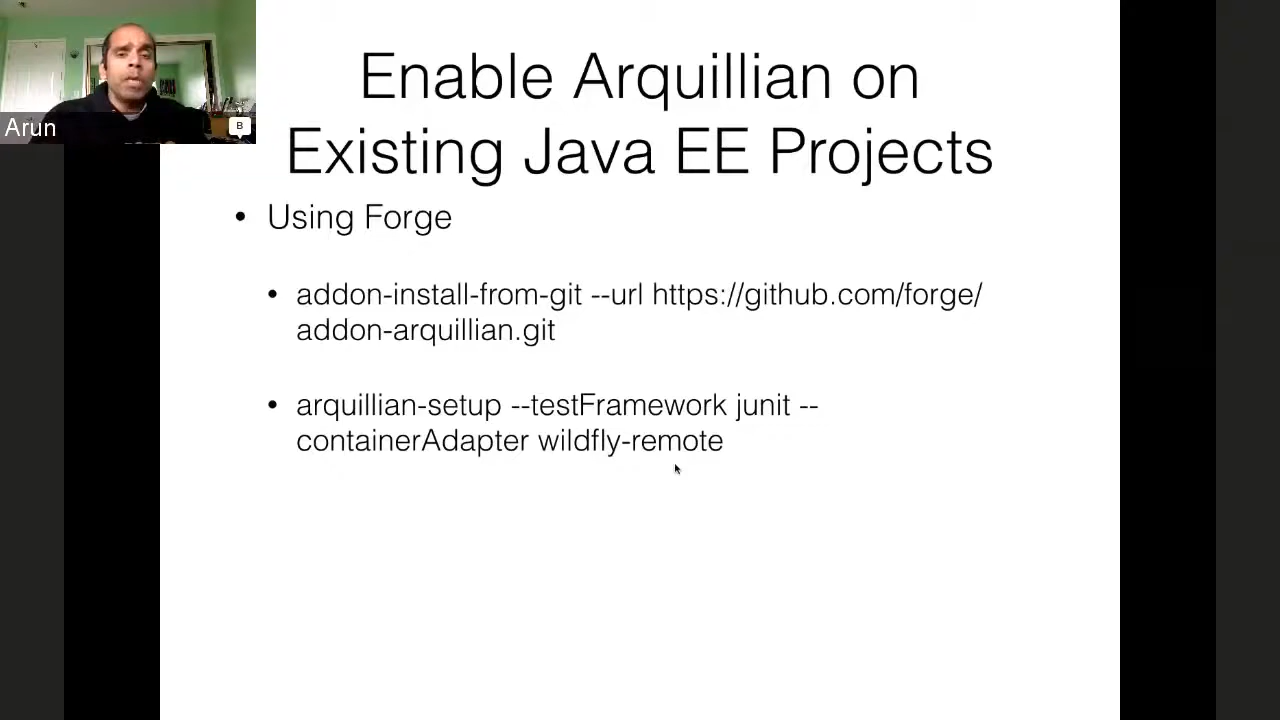 Enable Arquillian on
Existing Java EE Projects
Arun
B
• Using Forge
• addon-install-from-git --url https://github.com/forge/
addon-arquillian.git
• arquillian-setup --testFramework junit --
containerAdapter wildfly-remote